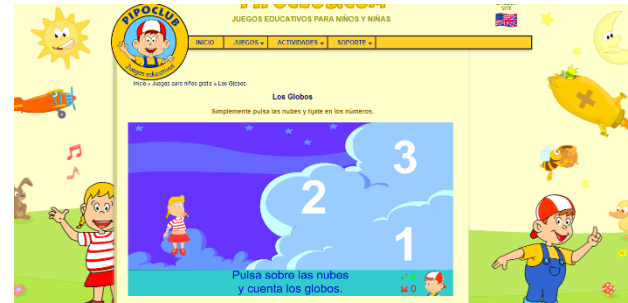 PIPOCLUB.COM
SITE
JUEGOS EDUCATIVOS PARA NIÑOS Y NIÑAS
PIPOCLUB
Juegos educativos
INICIO JUEGOS ACTIVIDADES SOPORTE
Inicio » Juegos para niños gratis » Los Globos
Los Globos
Simplemente pulsa las nubes y fíjate en los números.
3
2
1
Pulsa sobre las nubes
y cuenta los globos.
0